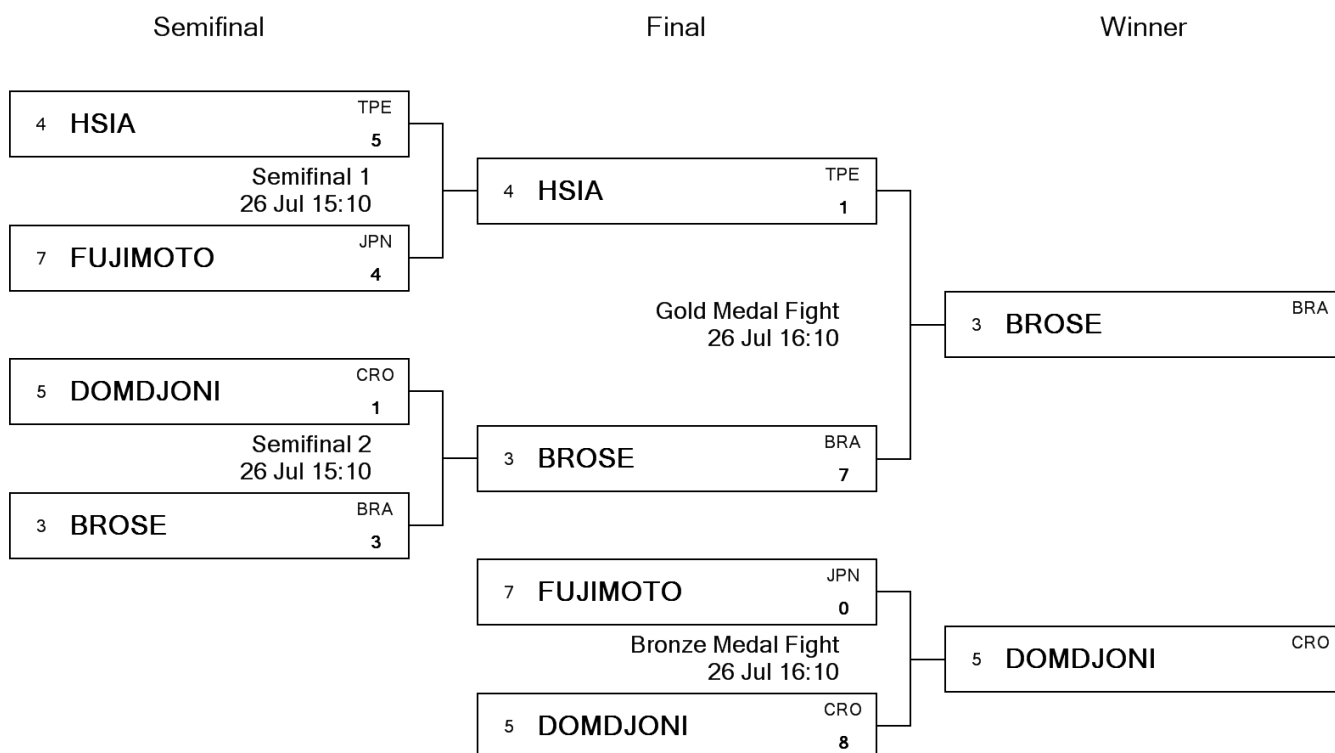 Semifinal Final Winner
4 HSIA TPE
5
Semifinal 1
26 Jul 15:10
7 FUJIMOTO JPN
4
4 HSIA TPE
1
Gold Medal Fight
26 Jul 16:10
3 BROSE BRA
5 DOMDJONI CRO
1
Semifinal 2
26 Jul 15:10
3 BROSE BRA
3
3 BROSE BRA
7
7 FUJIMOTO JPN
0
Bronze Medal Fight
26 Jul 16:10
5 DOMDJONI CRO
5 DOMDJONI CRO
8